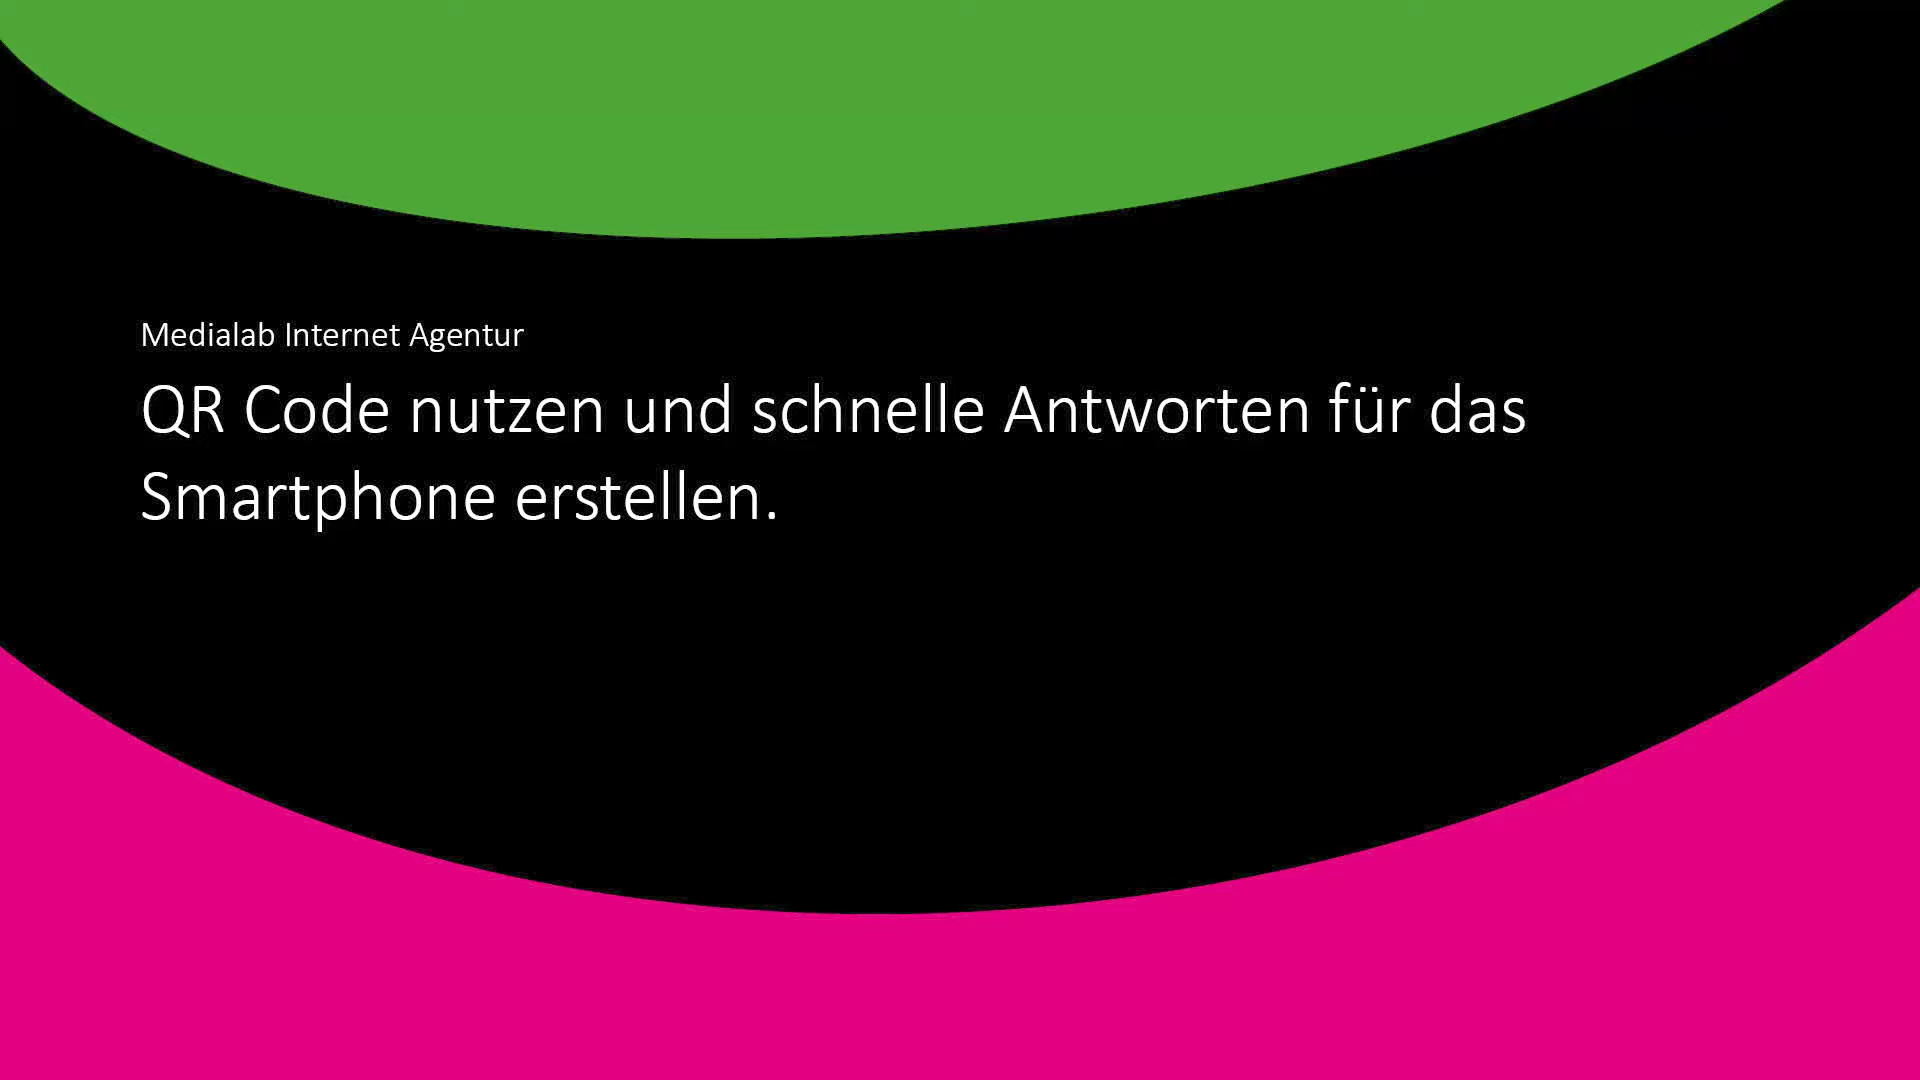 Medialab Internet Agentur
QR Code nutzen und schnelle Antworten für das
Smartphone erstellen.